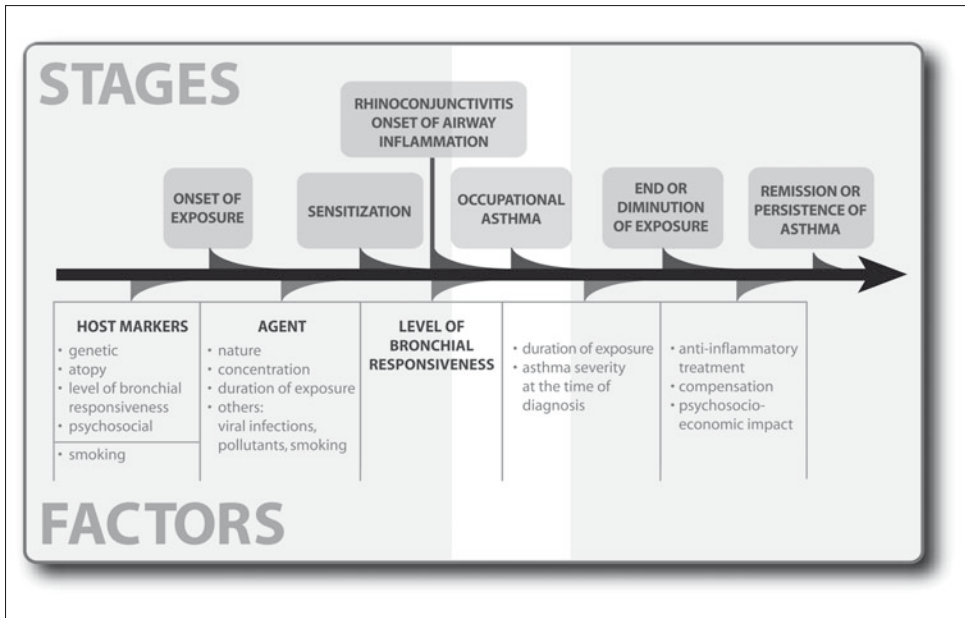 STAGES
RHINOCONJUNCTIVITIS
ONSET OF AIRWAY
INFLAMMATION
ONSET OF
EXPOSURE
SENSITIZATION
OCCUPATIONAL
ASTHMA
END OR
DIMINUTION
OF EXPOSURE
REMISSION OR
PERSISTENCE OF
ASTHMA
HOST MARKERS
• genetic
• atopy
• level of bronchial
responsiveness
• psychosocial
• smoking
AGENT
• nature
• concentration
• duration of exposure
• others:
viral infections,
pollutants, smoking
LEVEL OF
BRONCHIAL
RESPONSIVENESS
• duration of exposure
• asthma severity
at the time of
diagnosis
• anti-inflammatory
treatment
• compensation
• psychosocio-
economic impact
FACTORS